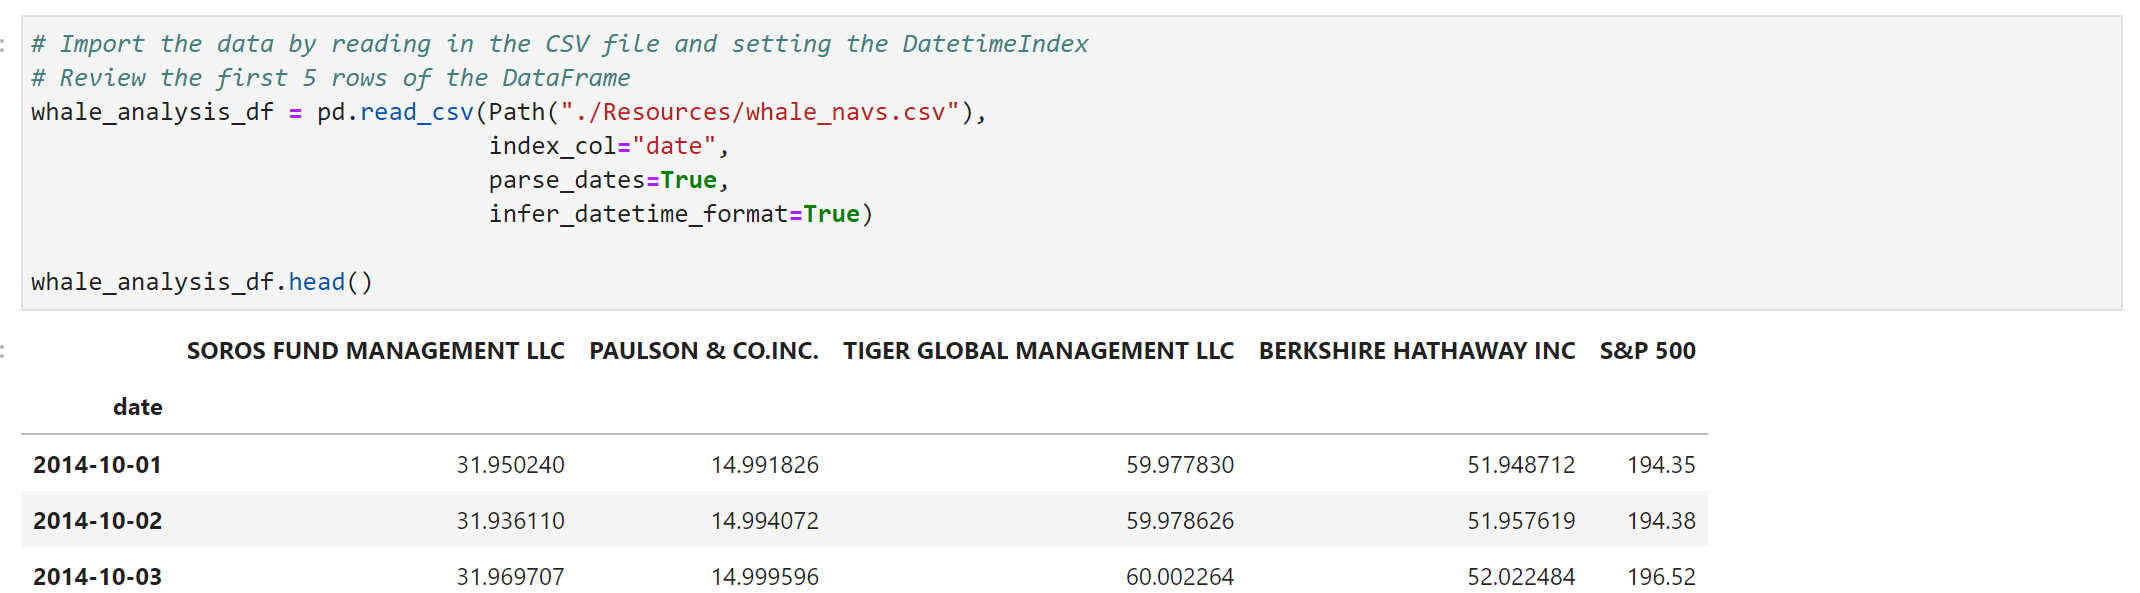 # Import the data by reading in the CSV file and setting the DatetimeIndex
# Review the first 5 rows of the DataFrame
whale_analysis_df = pd.read_csv(Path("./Resources/whale_navs.csv"),
                                index_col="date",
                                parse_dates=True,
                                infer_datetime_format=True)
whale_analysis_df.head()
SOROS FUND MANAGEMENT LLC PAULSON & CO.INC. TIGER GLOBAL MANAGEMENT LLC BERKSHIRE HATHAWAY INC S&P 500
date
2014-10-01 31.950240 14.991826 59.977830 51.948712 194.35
2014-10-02 31.936110 14.994072 59.978626 51.957619 194.38
2014-10-03 31.969707 14.999596 60.002264 52.022484 196.52